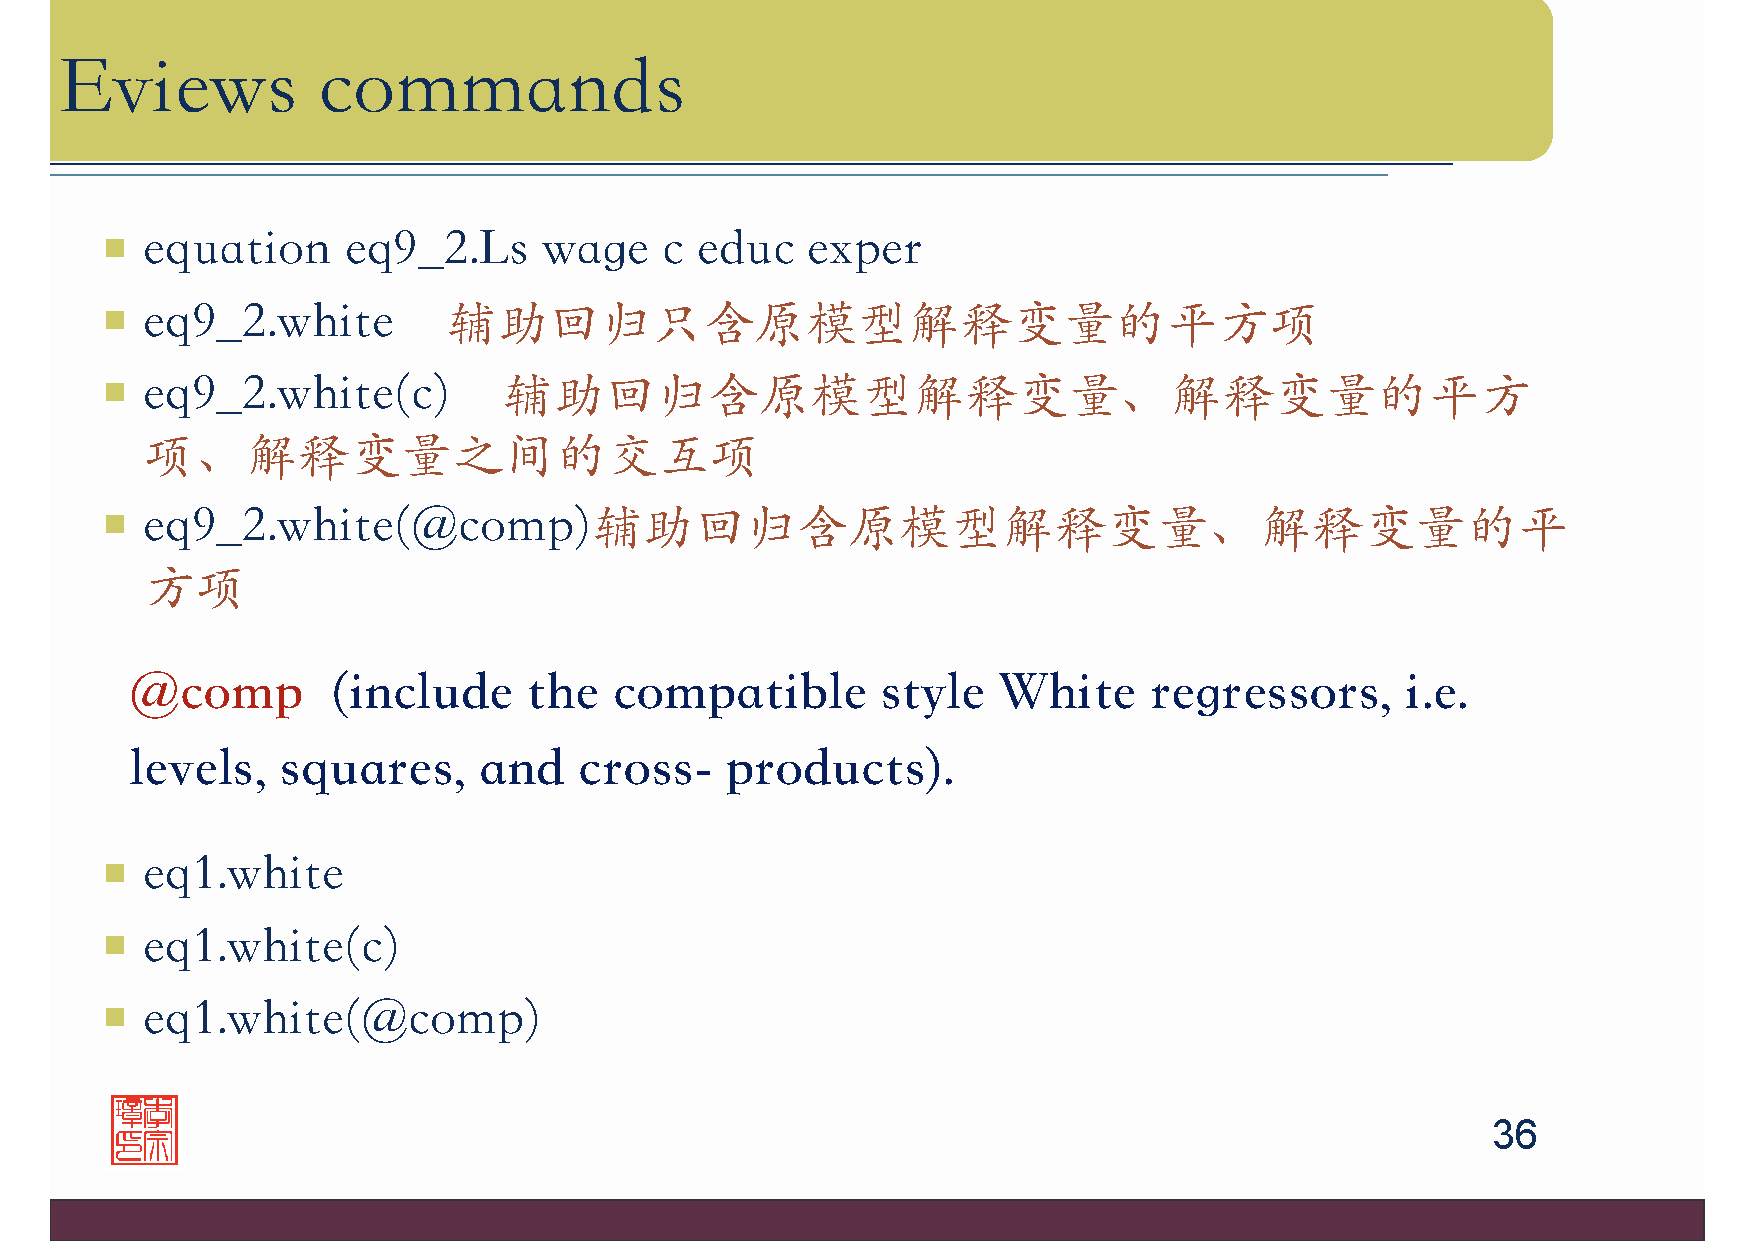 Eviews commands
equation eq9_2.Ls wage c educ exper
eq9_2.white 辅助回归只含原模型解释变量的平方项
eq9_2.white(c) 辅助回归含原模型解释变量、解释变量的平方
项、解释变量之间的交互项
eq9_2.white(@comp)辅助回归含原模型解释变量、解释变量的平
方项
@comp (include the compatible style White regressors, i.e.
levels, squares, and cross- products).
eq1.white
eq1.white(c)
eq1.white(@comp)
李宗
璋印
36